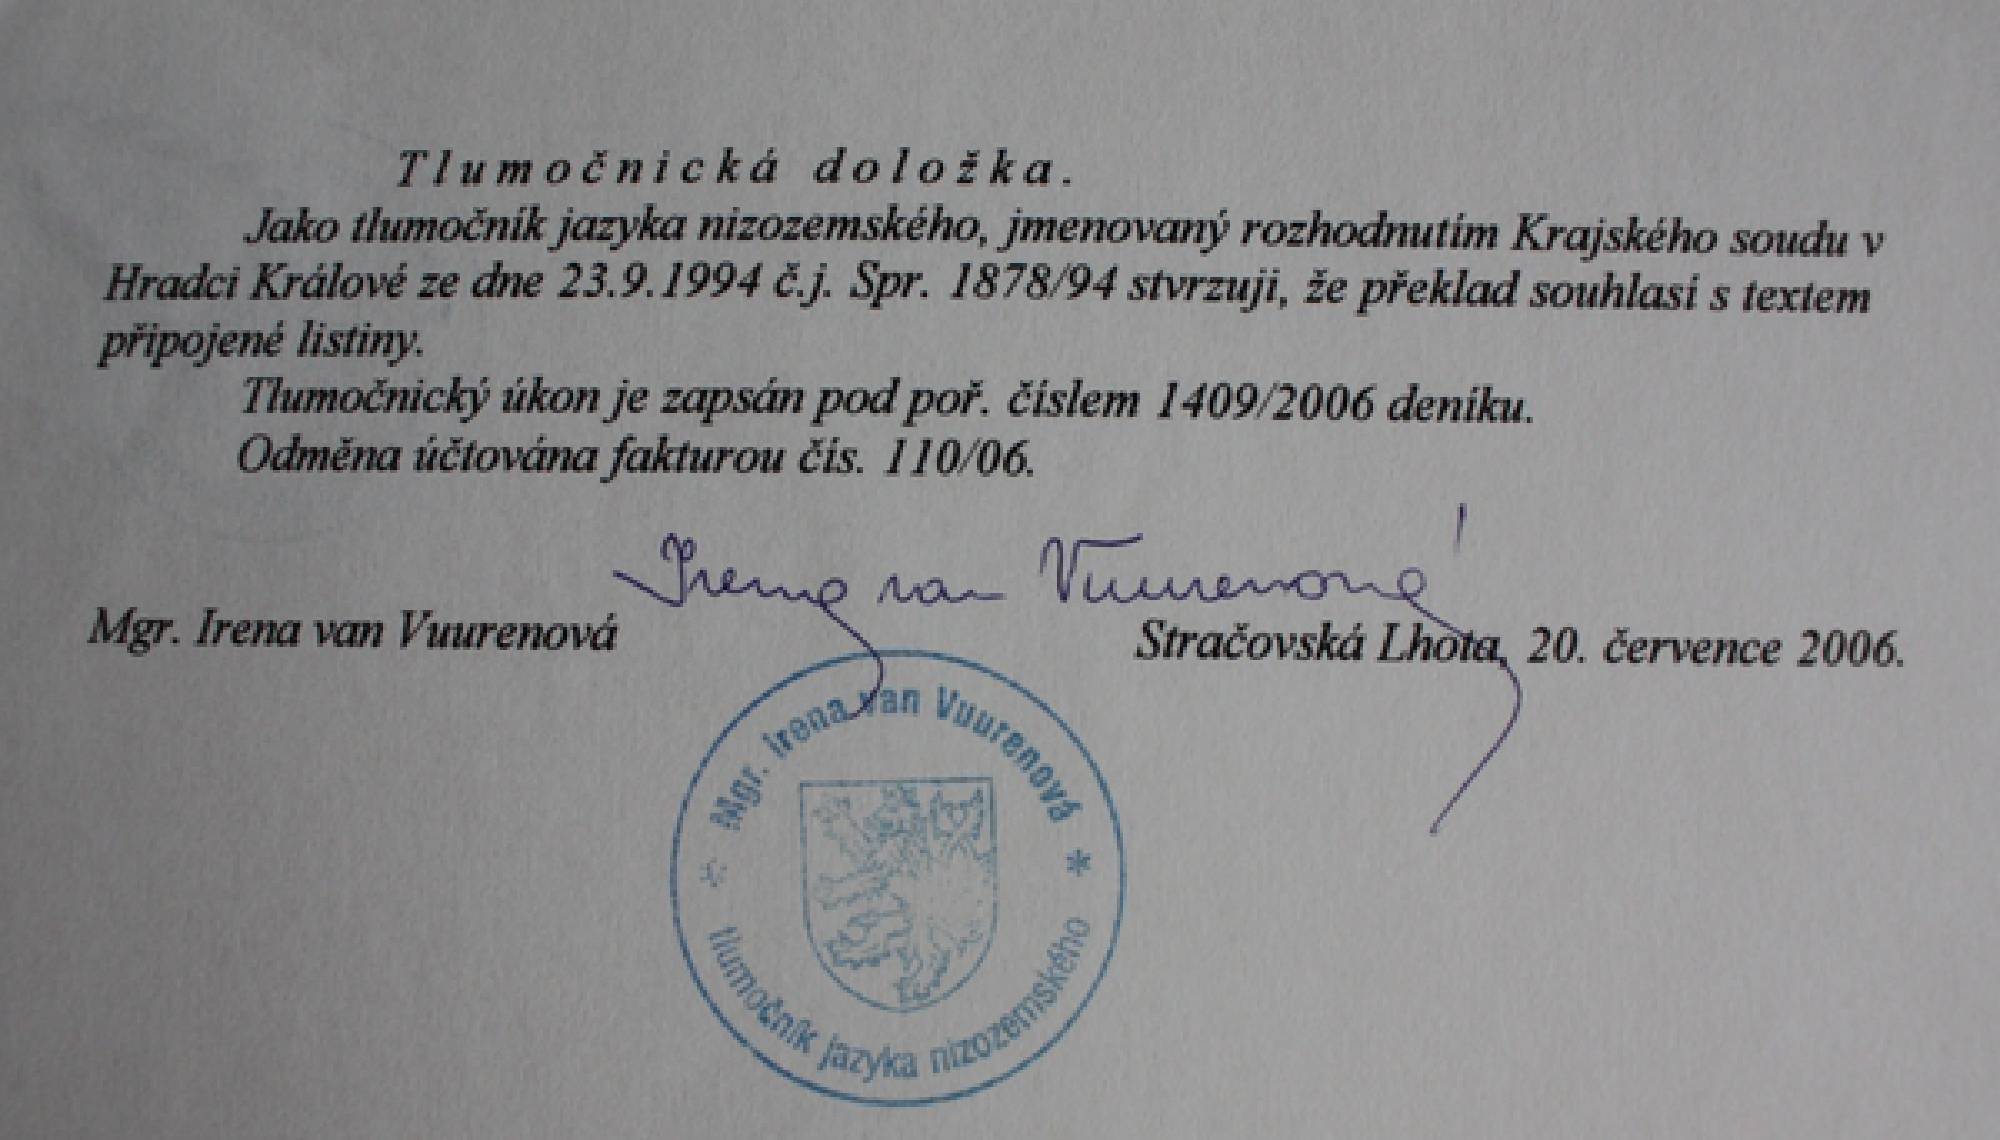 Tlumočnická doložka.
Jako tlumočník jazyka nizozemského, jmenovaný rozhodnutím Krajského soudu v
Hradci Králové ze dne 23.9.1994 č.j. Spr. 1878/94 stvrzuji, že překlad souhlasí s textem
připojené listiny.
Tlumočnický úkon je zapsán pod poř. číslem 1409/2006 deníku.
Odměna účtována fakturou čís. 110/06.
Irena van Vuurenová
Mgr. Irena van Vuurenová Stračovská Lhota, 20. července 2006.
Mgr. Irena van Vuurenová
* *
tlumočník jazyka nizozemského